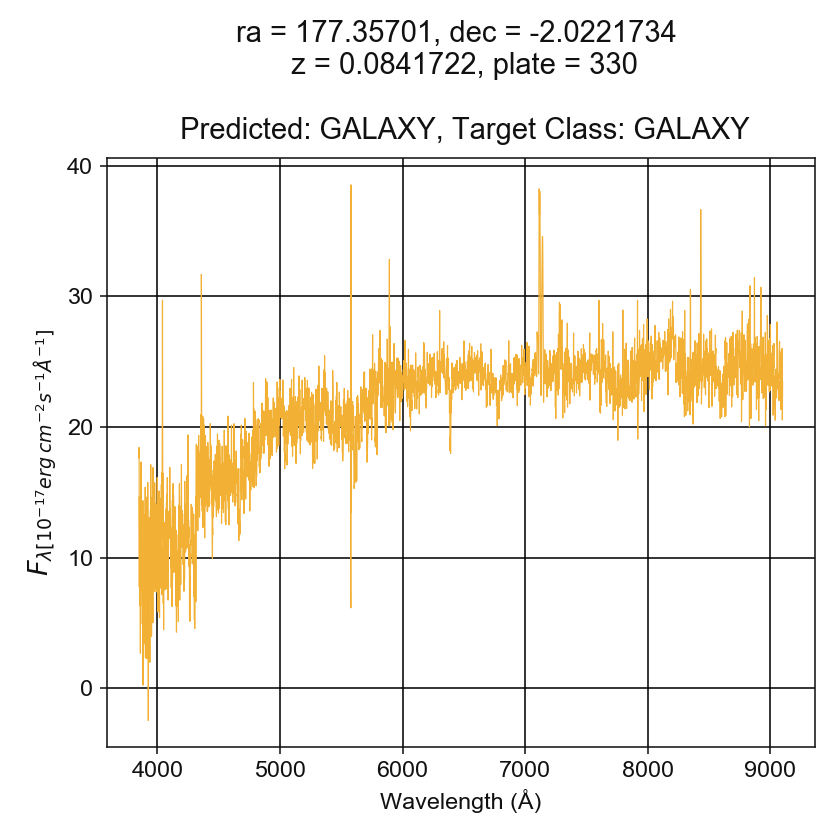 ra = 177.35701, dec = -2.0221734
z = 0.0841722, plate = 330
Predicted: GALAXY, Target Class: GALAXY
40
30
20
10
0
F_{λ[10^{-17} erg cm^{-2} s^{-1} Å^{-1}]}
4000 5000 6000 7000 8000 9000
Wavelength (Å)